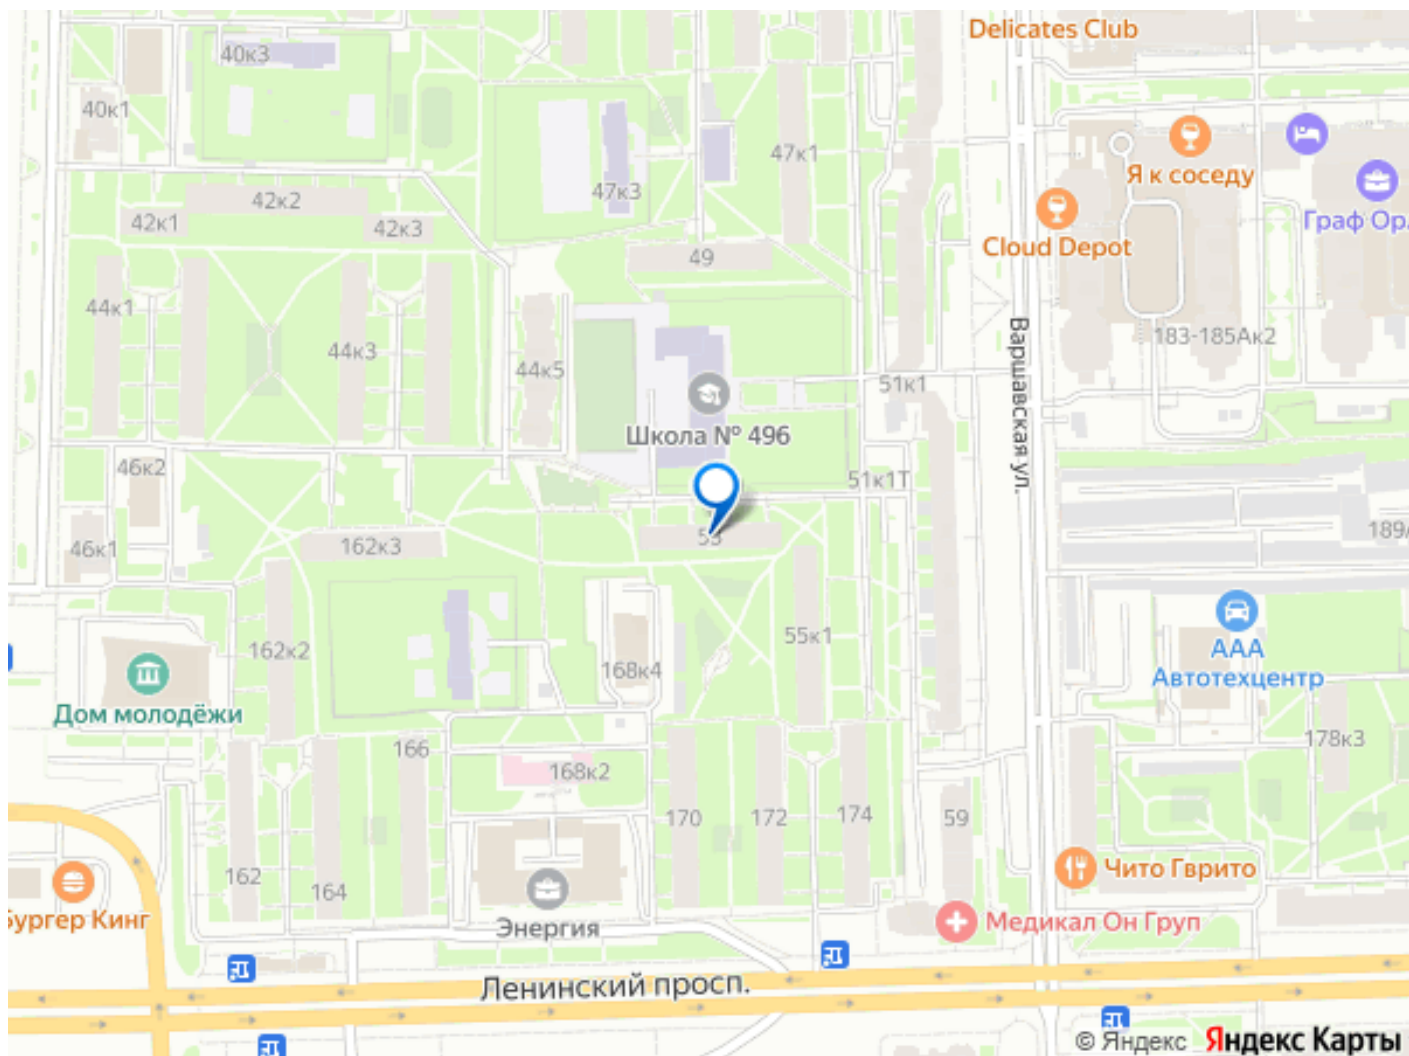 Delicates Club
40к3
40к1
Я к соседу
47к1
47к3
42к2
42к1
42к3
Граф Ор
Cloud Depot
49
44к1
Варшавская ул.
183-185Ак2
44к3
44к5
51к1
Школа № 496
46к2
51к1Т
189/
53
46к1
162к3
55к1
ААА
Автотехцентр
162к2
168к4
Дом молодёжи
166
178к3
168к2
170
172
174
59
162
164
Чито Гврито
Бургер Кинг
Энергия
Медикал Он Груп
Ленинский просп.
© Яндекс Яндекс Карты